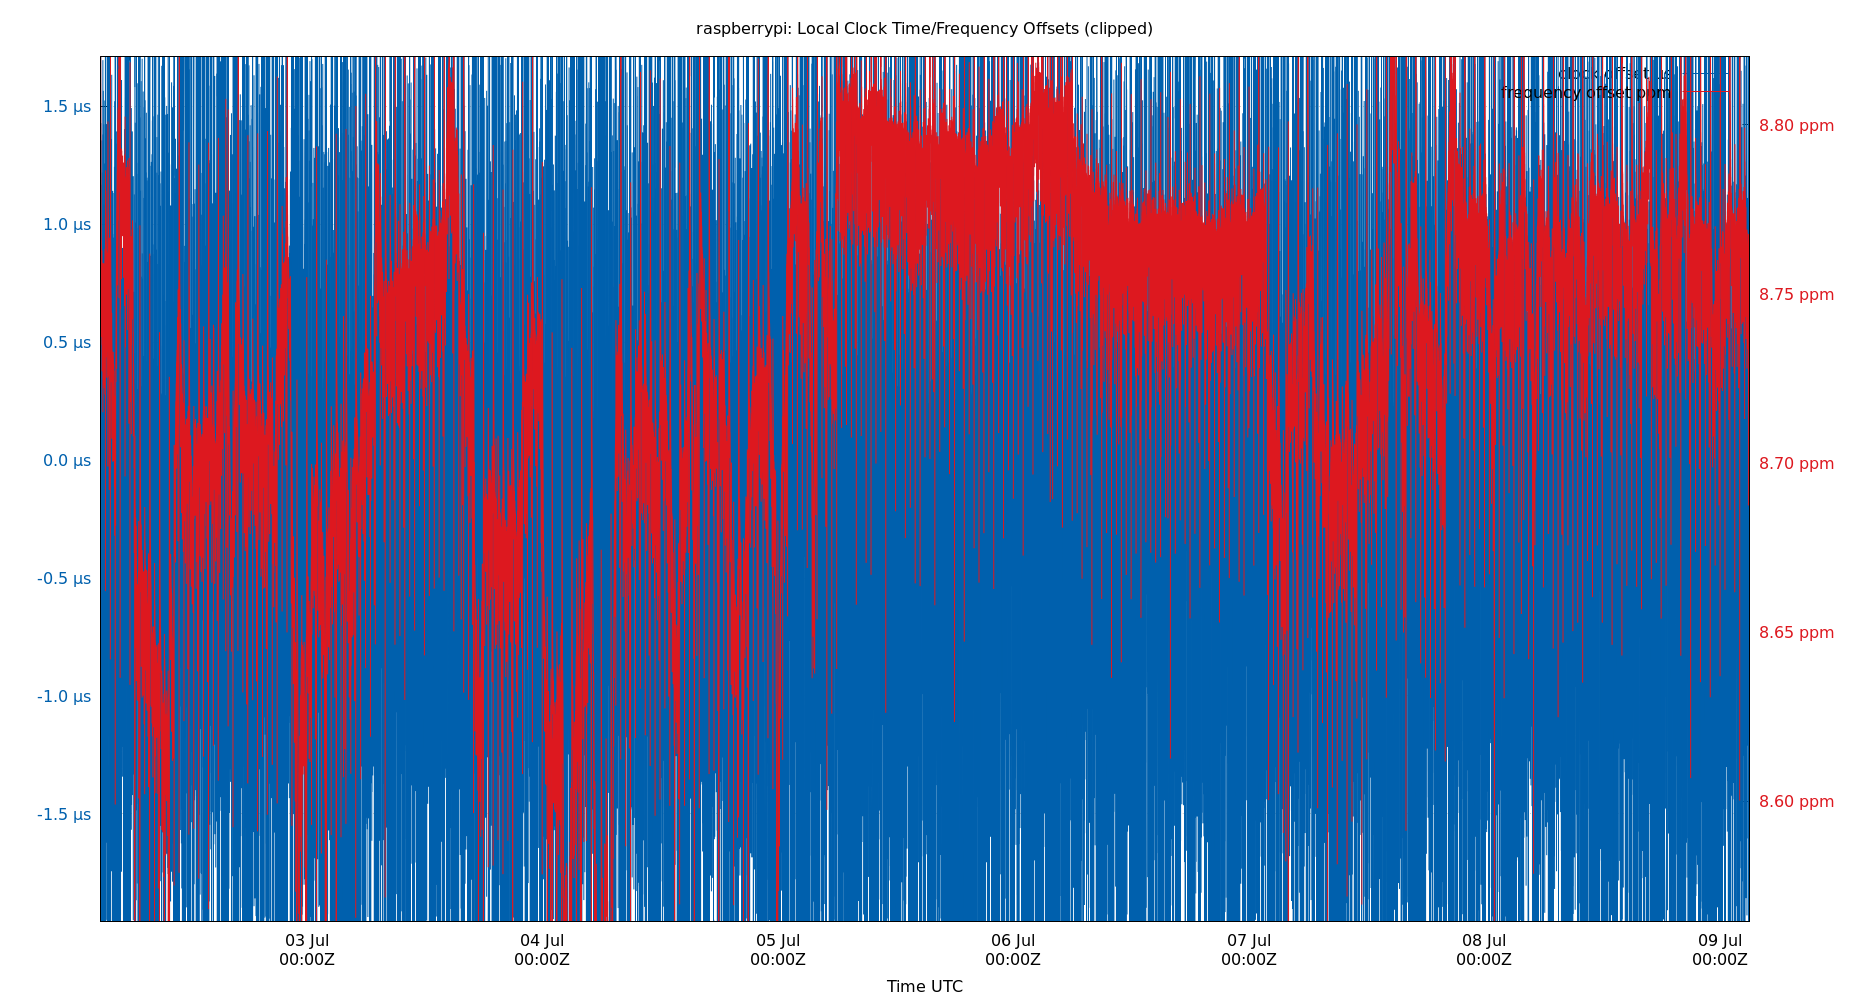 raspberrypi: Local Clock Time/Frequency Offsets (clipped)
clock offset μs
frequency offset ppm
1.5 μs
1.0 μs
0.5 μs
0.0 μs
-0.5 μs
-1.0 μs
-1.5 μs
8.80 ppm
8.75 ppm
8.70 ppm
8.65 ppm
8.60 ppm
03 Jul 04 Jul 05 Jul 06 Jul 07 Jul 08 Jul 09 Jul
00:00Z 00:00Z 00:00Z 00:00Z 00:00Z 00:00Z 00:00Z
Time UTC